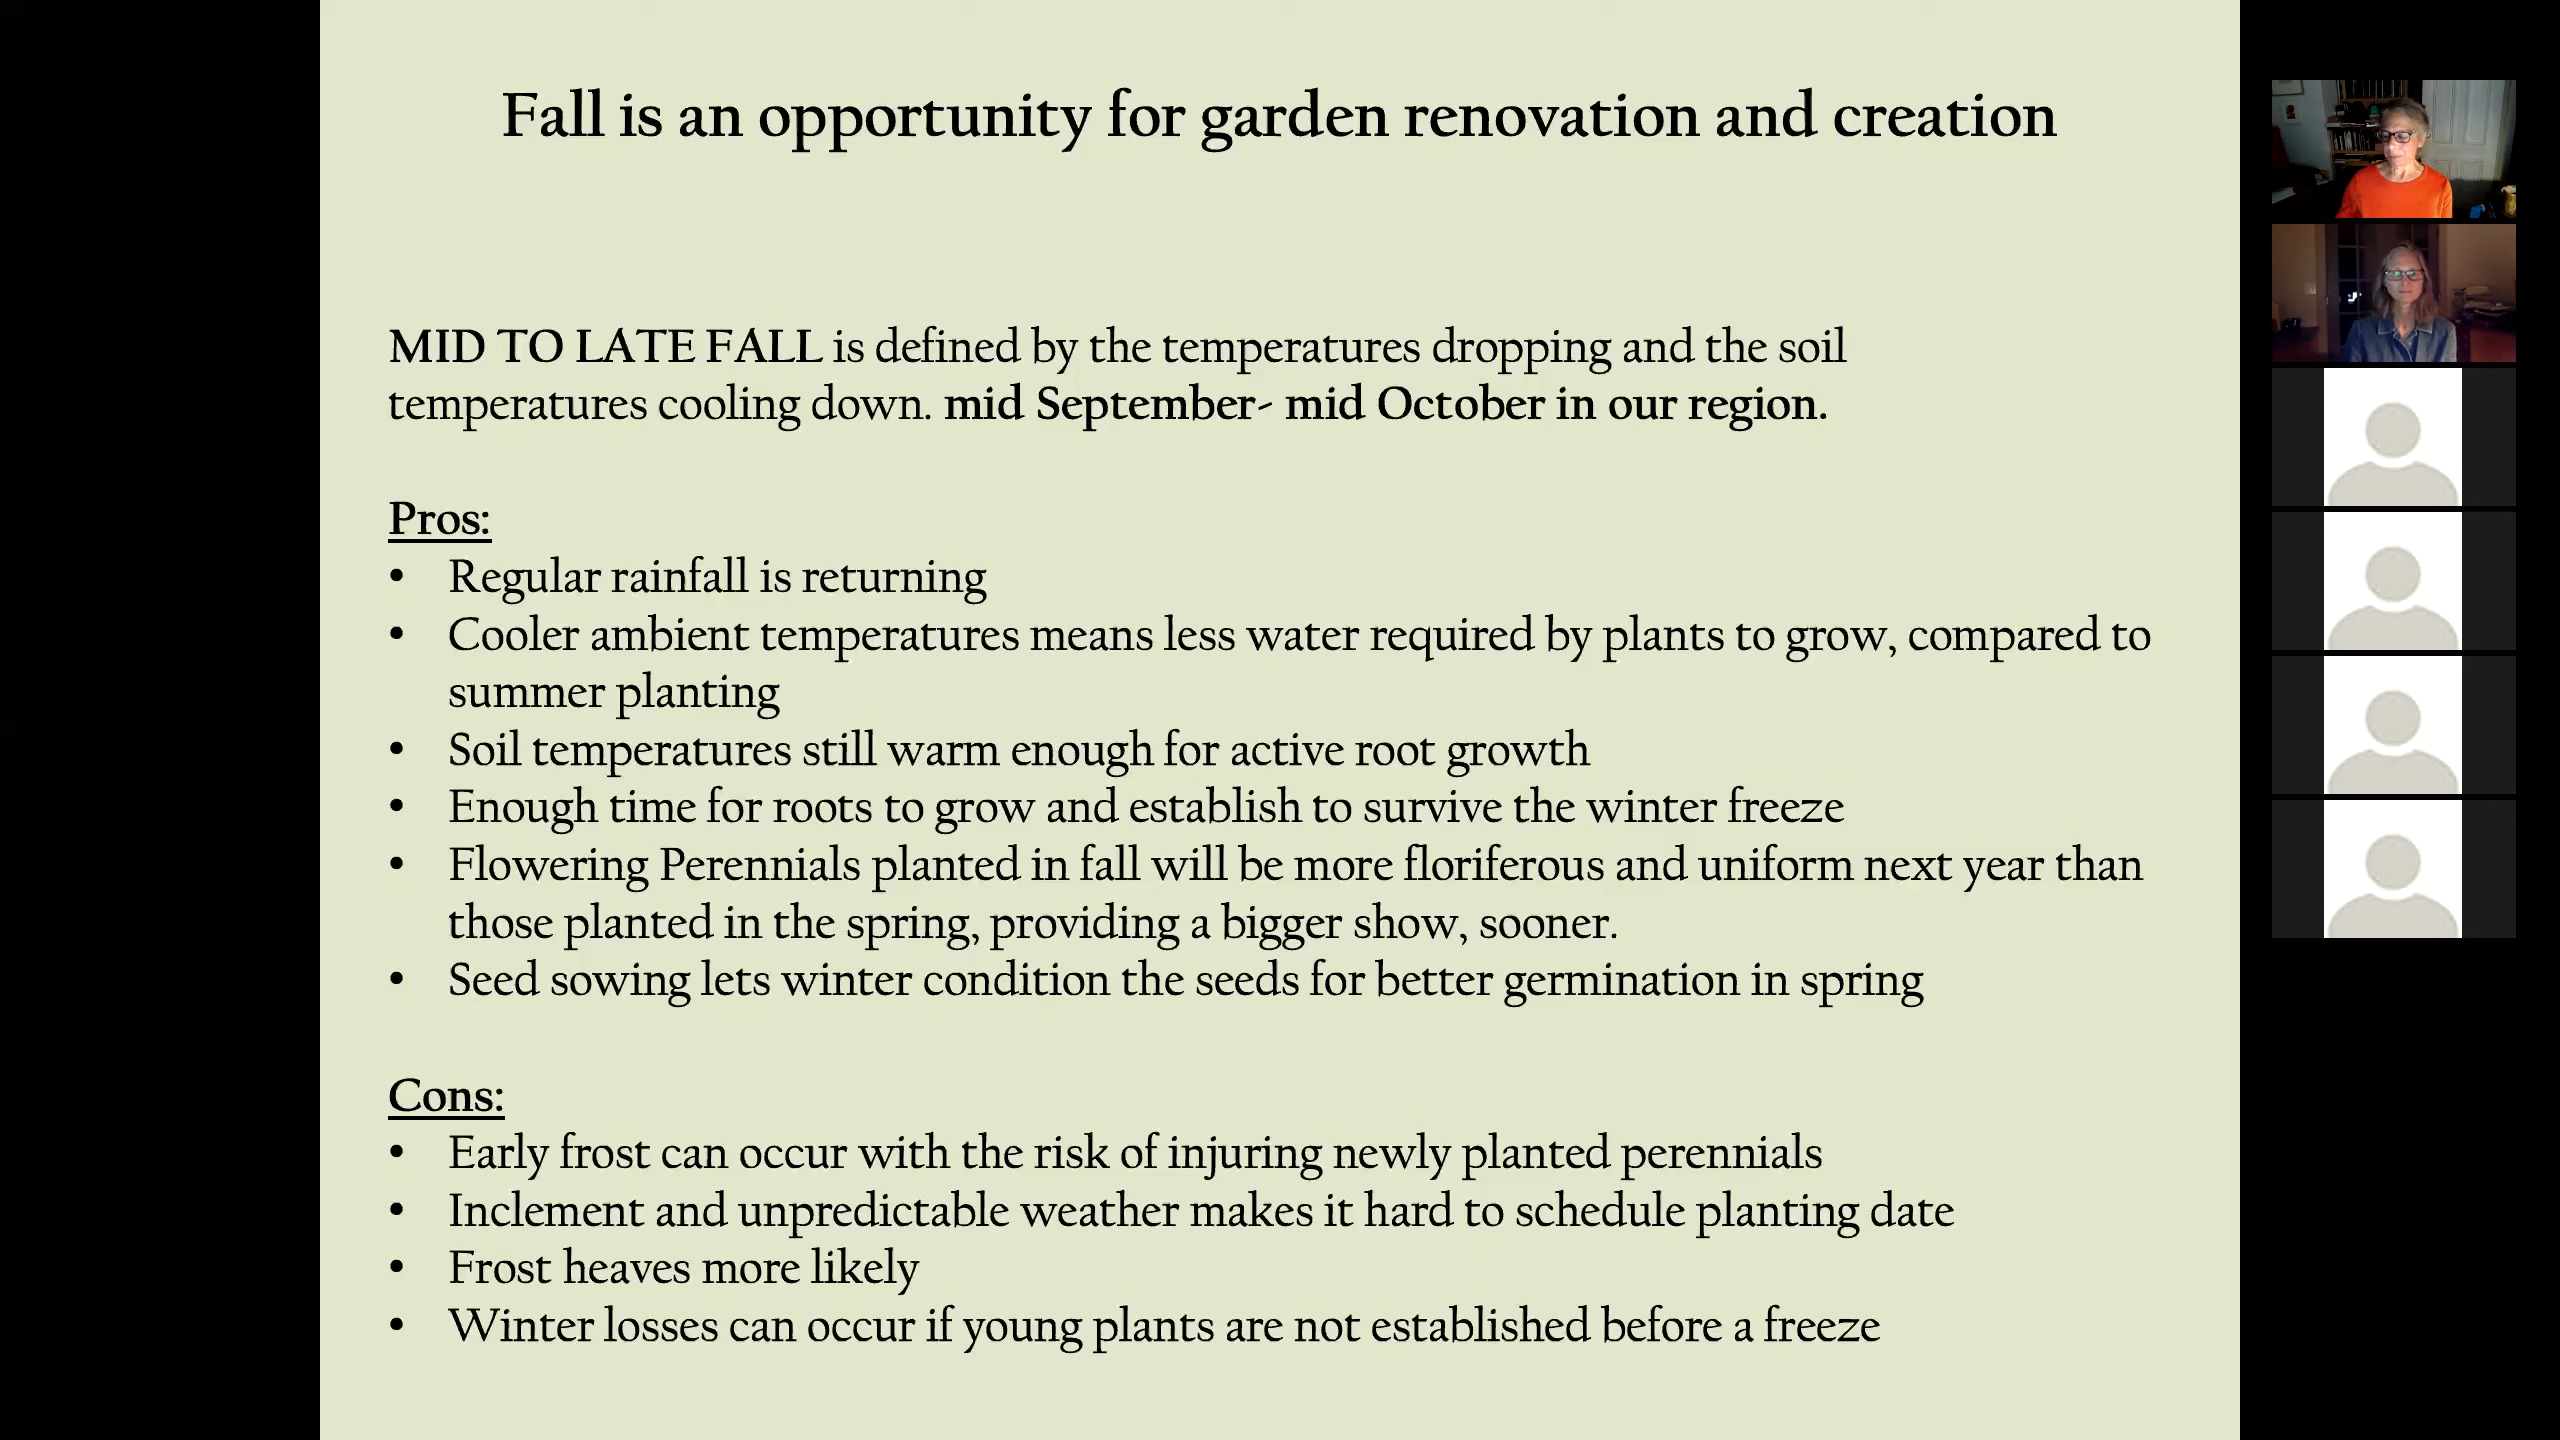 Fall is an opportunity for garden renovation and creation
MID TO LATE FALL is defined by the temperatures dropping and the soil
temperatures cooling down. mid September- mid October in our region.
Pros:
• Regular rainfall is returning
• Cooler ambient temperatures means less water required by plants to grow, compared to
summer planting
• Soil temperatures still warm enough for active root growth
• Enough time for roots to grow and establish to survive the winter freeze
• Flowering Perennials planted in fall will be more floriferous and uniform next year than
those planted in the spring, providing a bigger show, sooner.
• Seed sowing lets winter condition the seeds for better germination in spring
Cons:
• Early frost can occur with the risk of injuring newly planted perennials
• Inclement and unpredictable weather makes it hard to schedule planting date
• Frost heaves more likely
• Winter losses can occur if young plants are not established before a freeze